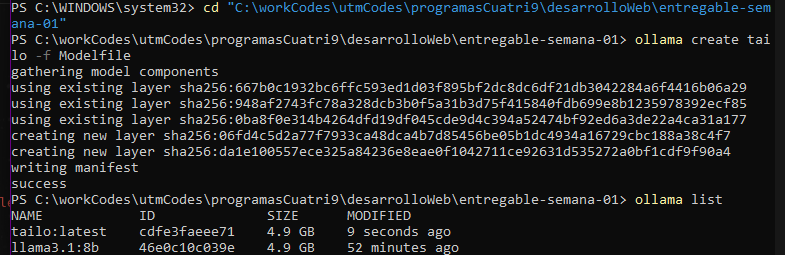 PS C:\WINDOWS\system32> cd "C:\workCodes\utmCodes\programasCuatri9\desarrolloWeb\entregable-sem
ana-01"
PS C:\workCodes\utmCodes\programasCuatri9\desarrolloWeb\entregable-semana-01> ollama create tai
lo -f Modelfile
gathering model components
using existing layer sha256:667b0c1932bc6ffc593ed1d03f895bf2dc8dc6df21db3042284a6f4416b06a29
using existing layer sha256:948af2743fc78a328dcb3b0f5a31b3d75f415840fdb699e8b1235978392ecf85
using existing layer sha256:0ba8f0e314b4264dfd19df045cde9d4c394a52474bf92ed6a3de22a4ca31a177
creating new layer sha256:06fd4c5d2a77f7933ca48dca4b7d85456be05b1dc4934a16729cbc188a38c4f7
creating new layer sha256:da1e100557ece325a84236e8eae0f1042711ce92631d535272a0bf1cdf9f90a4
writing manifest
success
PS C:\workCodes\utmCodes\programasCuatri9\desarrolloWeb\entregable-semana-01> ollama list
NAME ID SIZE MODIFIED
tailo:latest cdfe3faeee71 4.9 GB 9 seconds ago
llama3.1:8b 46e0c10c039e 4.9 GB 52 minutes ago